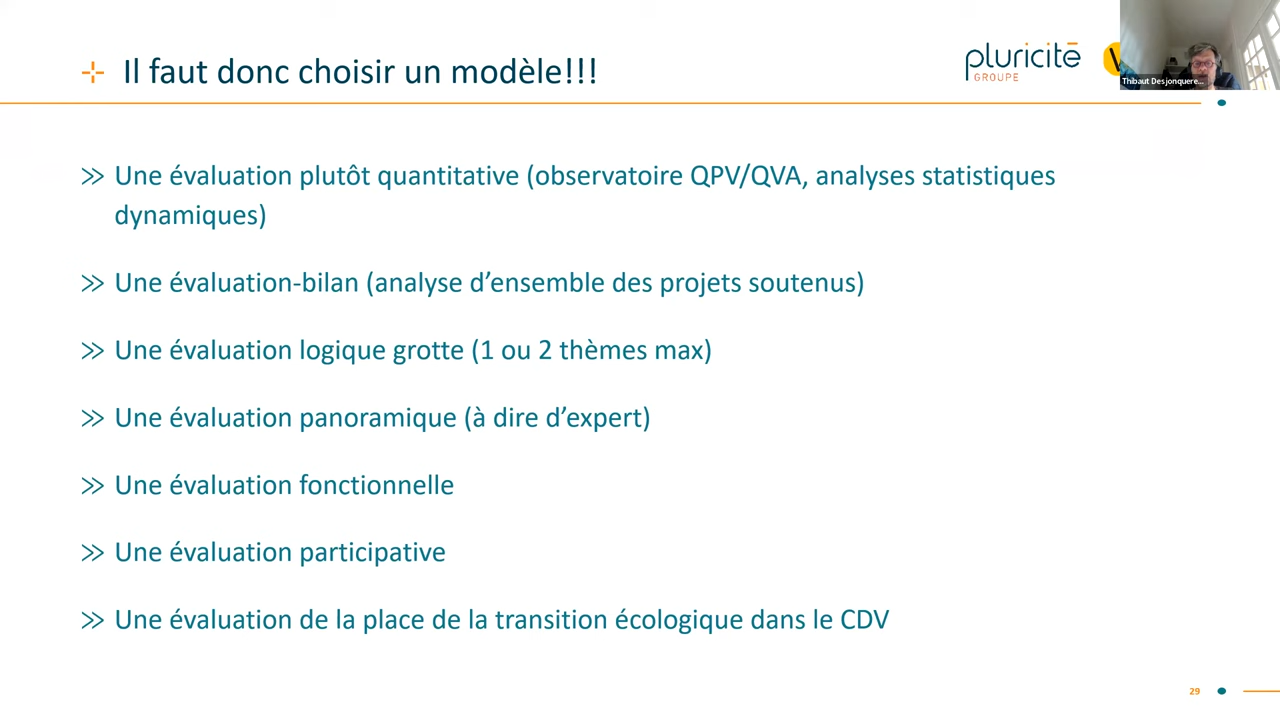 Il faut donc choisir un modèle!!!
pluricité
GROUPE
Thibaut Desjonquere...
Une évaluation plutôt quantitative (observatoire QPV/QVA, analyses statistiques
dynamiques)
Une évaluation-bilan (analyse d’ensemble des projets soutenus)
Une évaluation logique grotte (1 ou 2 thèmes max)
Une évaluation panoramique (à dire d’expert)
Une évaluation fonctionnelle
Une évaluation participative
Une évaluation de la place de la transition écologique dans le CDV
29